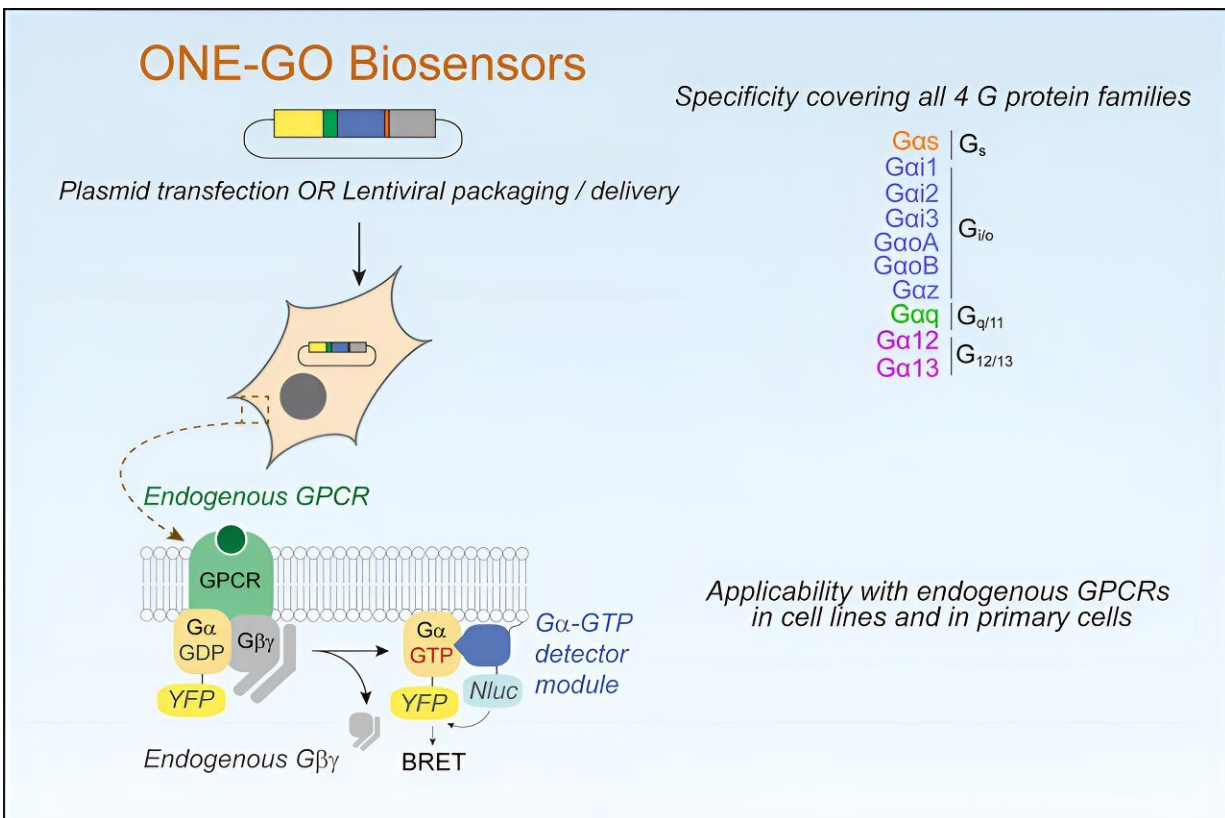 ONE-GO Biosensors
Plasmid transfection OR Lentiviral packaging / delivery
Endogenous GPCR
GPCR
Gα
GDP
Gβγ
YFP
Endogenous Gβγ
Gα
GTP
YFP
Nluc
BRET
Gα-GTP
detector
module
Specificity covering all 4 G protein families
Gαs
Gαi1
Gαi2
Gαi3
GαoA
GαoB
Gαz
Gαq
Gα12
Gα13
Gs
Gi/o
Gq/11
G12/13
Applicability with endogenous GPCRs
in cell lines and in primary cells